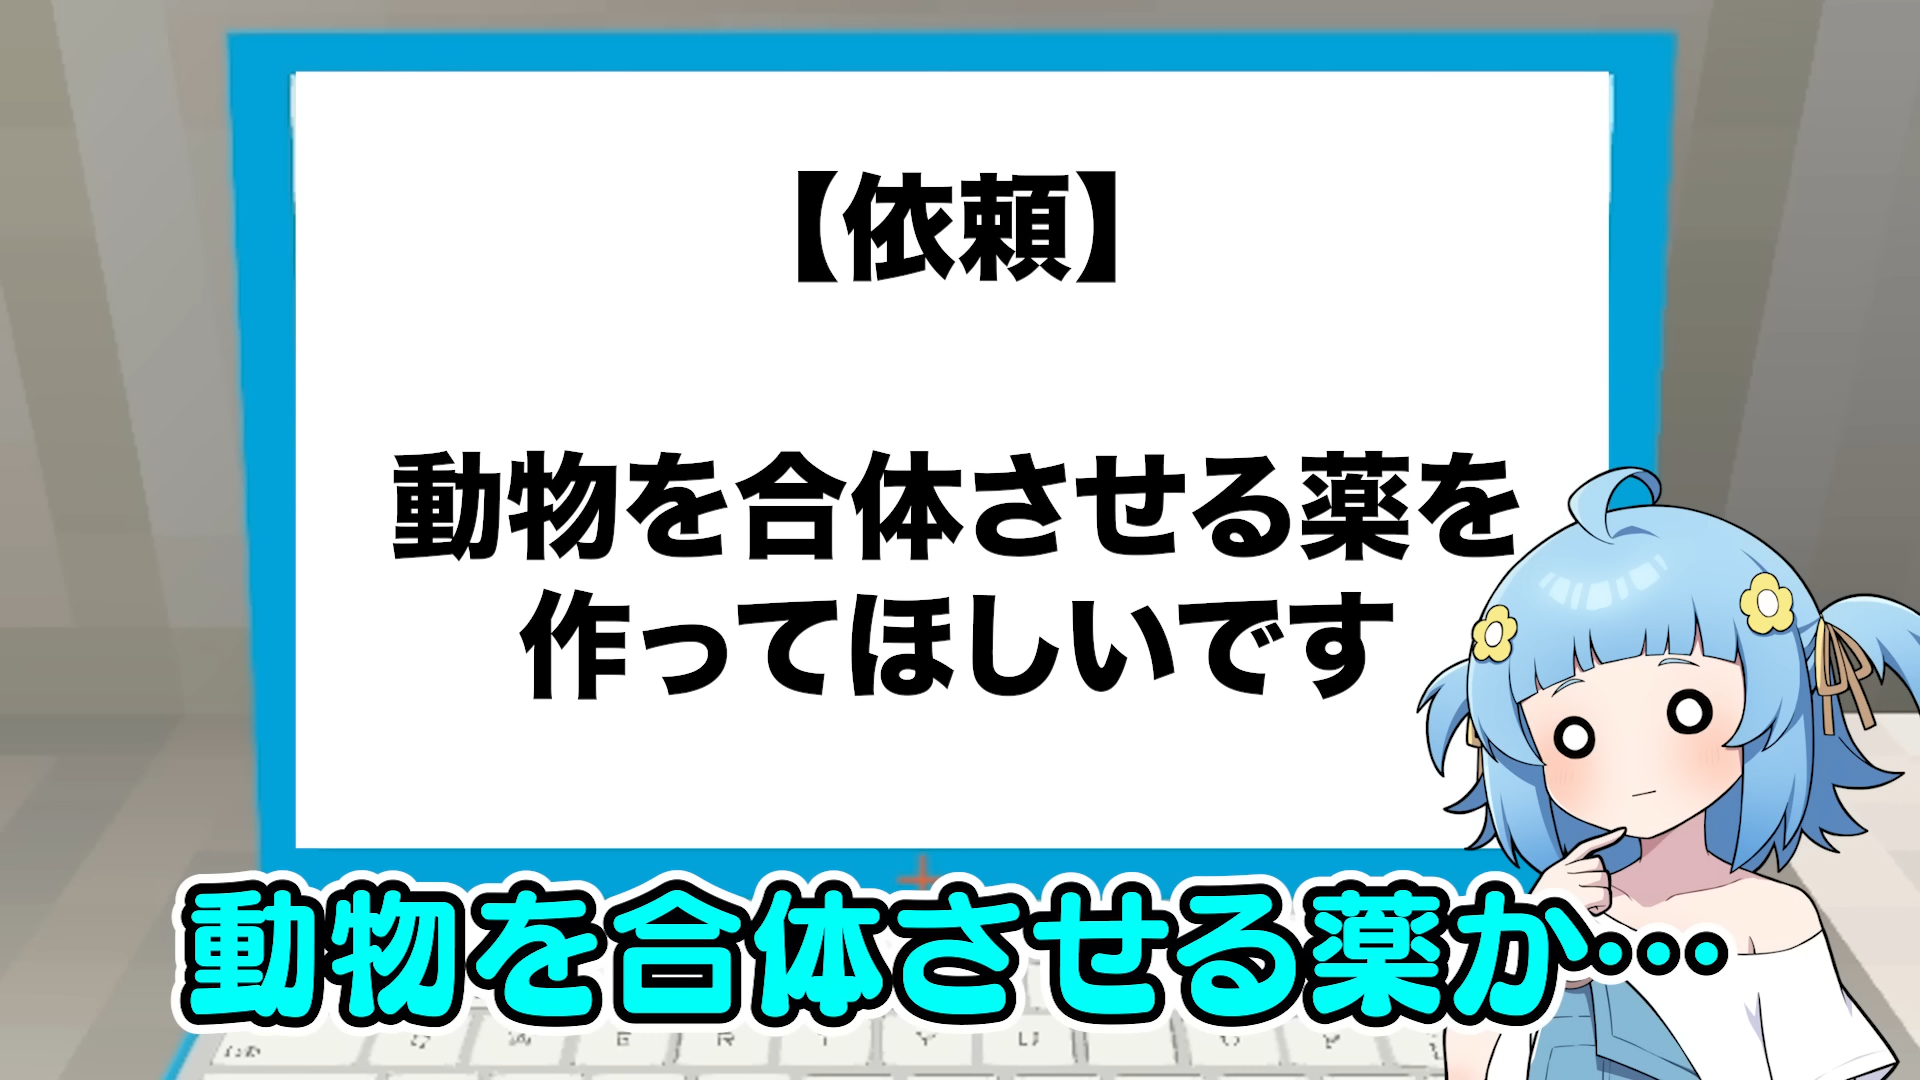 【依頼】
動物を合体させる薬を
作ってほしいです
動物を合体させる薬か…